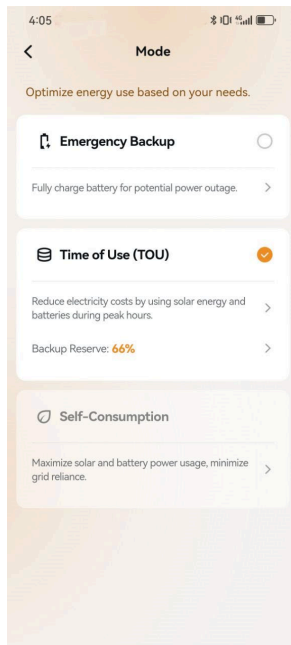 4:05
Mode
Optimize energy use based on your needs.
Emergency Backup
Fully charge battery for potential power outage.
Time of Use (TOU)
Reduce electricity costs by using solar energy and
batteries during peak hours.
Backup Reserve: 66%
Self-Consumption
Maximize solar and battery power usage, minimize
grid reliance.